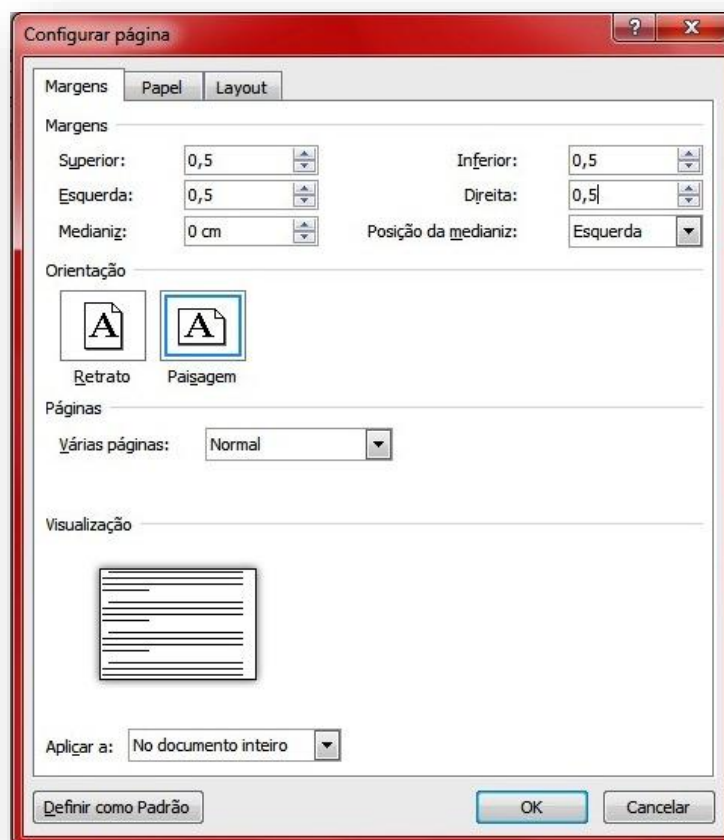 Configurar página
Margens Papel Layout
Margens
Superior: 0,5 Inferior: 0,5
Esquerda: 0,5 Direita: 0,5
Medianiz: 0 cm Posição da medianiz: Esquerda
Orientação
A A
Retrato Paisagem
Páginas
Várias páginas: Normal
Visualização
Aplicar a: No documento inteiro
Definir como Padrão OK Cancelar